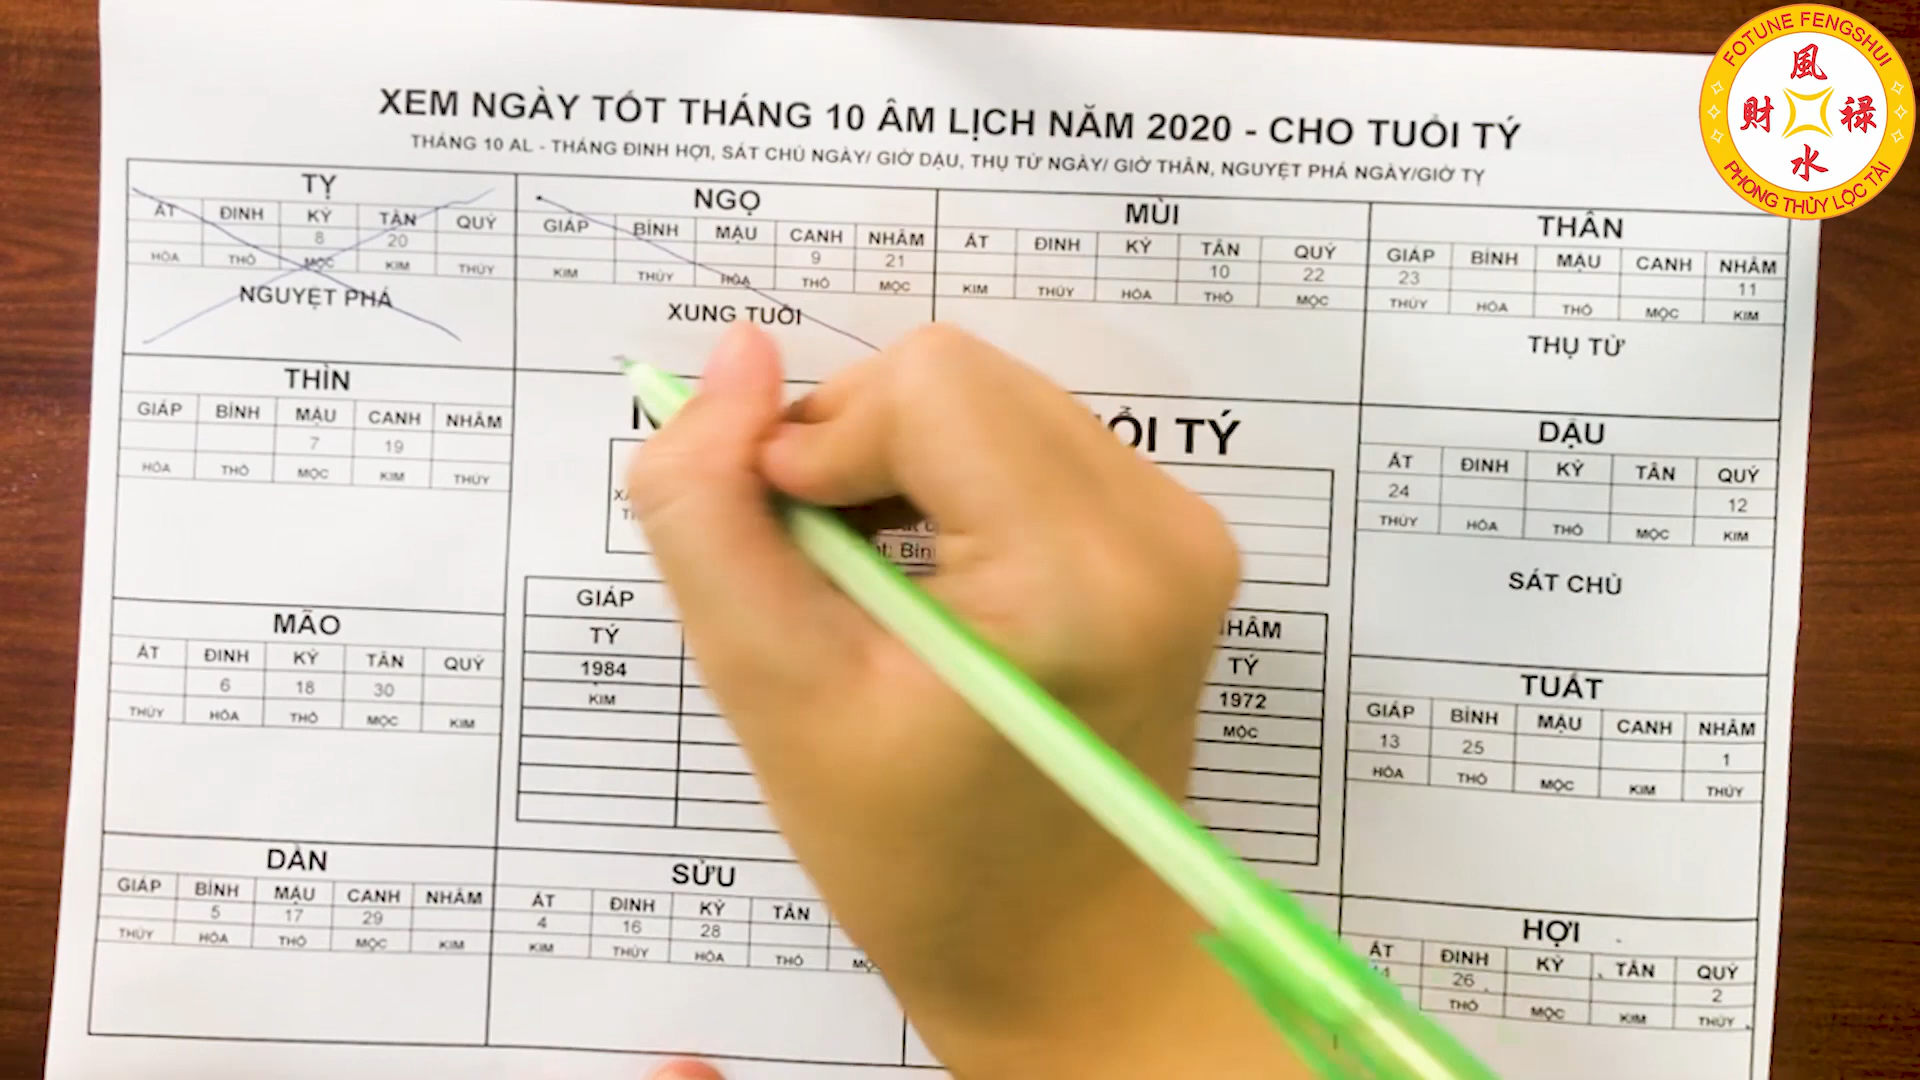 FOTUNE FENGSHUI
風
財 祿
水
PHONG THỦY LỘC TÀI
XEM NGÀY TỐT THÁNG 10 ÂM LỊCH NĂM 2020 - CHO TUỔI TÝ
THÁNG 10 AL - THÁNG ĐINH HỢI, SÁT CHỦ NGÀY/ GIỜ DẬU, THỤ TỬ NGÀY/ GIỜ THÂN, NGUYỆT PHÁ NGÀY/GIỜ TỴ
TỴ
ẤT ĐINH KỶ TÂN QUÝ
8 20
HỎA THỔ MỘC KIM THỦY
NGUYỆT PHÁ
NGỌ
GIÁP BÍNH MẬU CANH NHÂM
9 21
KIM THỦY HỎA THỔ MỘC
XUNG TUỔI
MÙI
ẤT ĐINH KỶ TÂN QUÝ
10 22
KIM THỦY HỎA THỔ MỘC
THÂN
GIÁP BÍNH MẬU CANH NHÂM
23 11
THỦY HỎA THỔ MỘC KIM
THỤ TỬ
THÌN
GIÁP BÍNH MẬU CANH NHÂM
7 19
HỎA THỔ MỘC KIM THỦY
ỔI TÝ
DẬU
ẤT ĐINH KỶ TÂN QUÝ
24 12
THỦY HỎA THỔ MỘC KIM
SÁT CHỦ
MÃO
ẤT ĐINH KỶ TÂN QUÝ
6 18 30
THỦY HỎA THỔ MỘC KIM
GIÁP
TÝ
1984
KIM
HÂM
TÝ
1972
MỘC
TUẤT
GIÁP BÍNH MẬU CANH NHÂM
13 25 1
HỎA THỔ MỘC KIM THỦY
DẦN
GIÁP BÍNH MẬU CANH NHÂM
5 17 29
THỦY HỎA THỔ MỘC KIM
SỬU
ẤT ĐINH KỶ TÂN
4 16 28
KIM THỦY HỎA THỔ MỘC
HỢI
ẤT ĐINH KỶ TÂN QUÝ
26 2
THỔ MỘC KIM THỦY